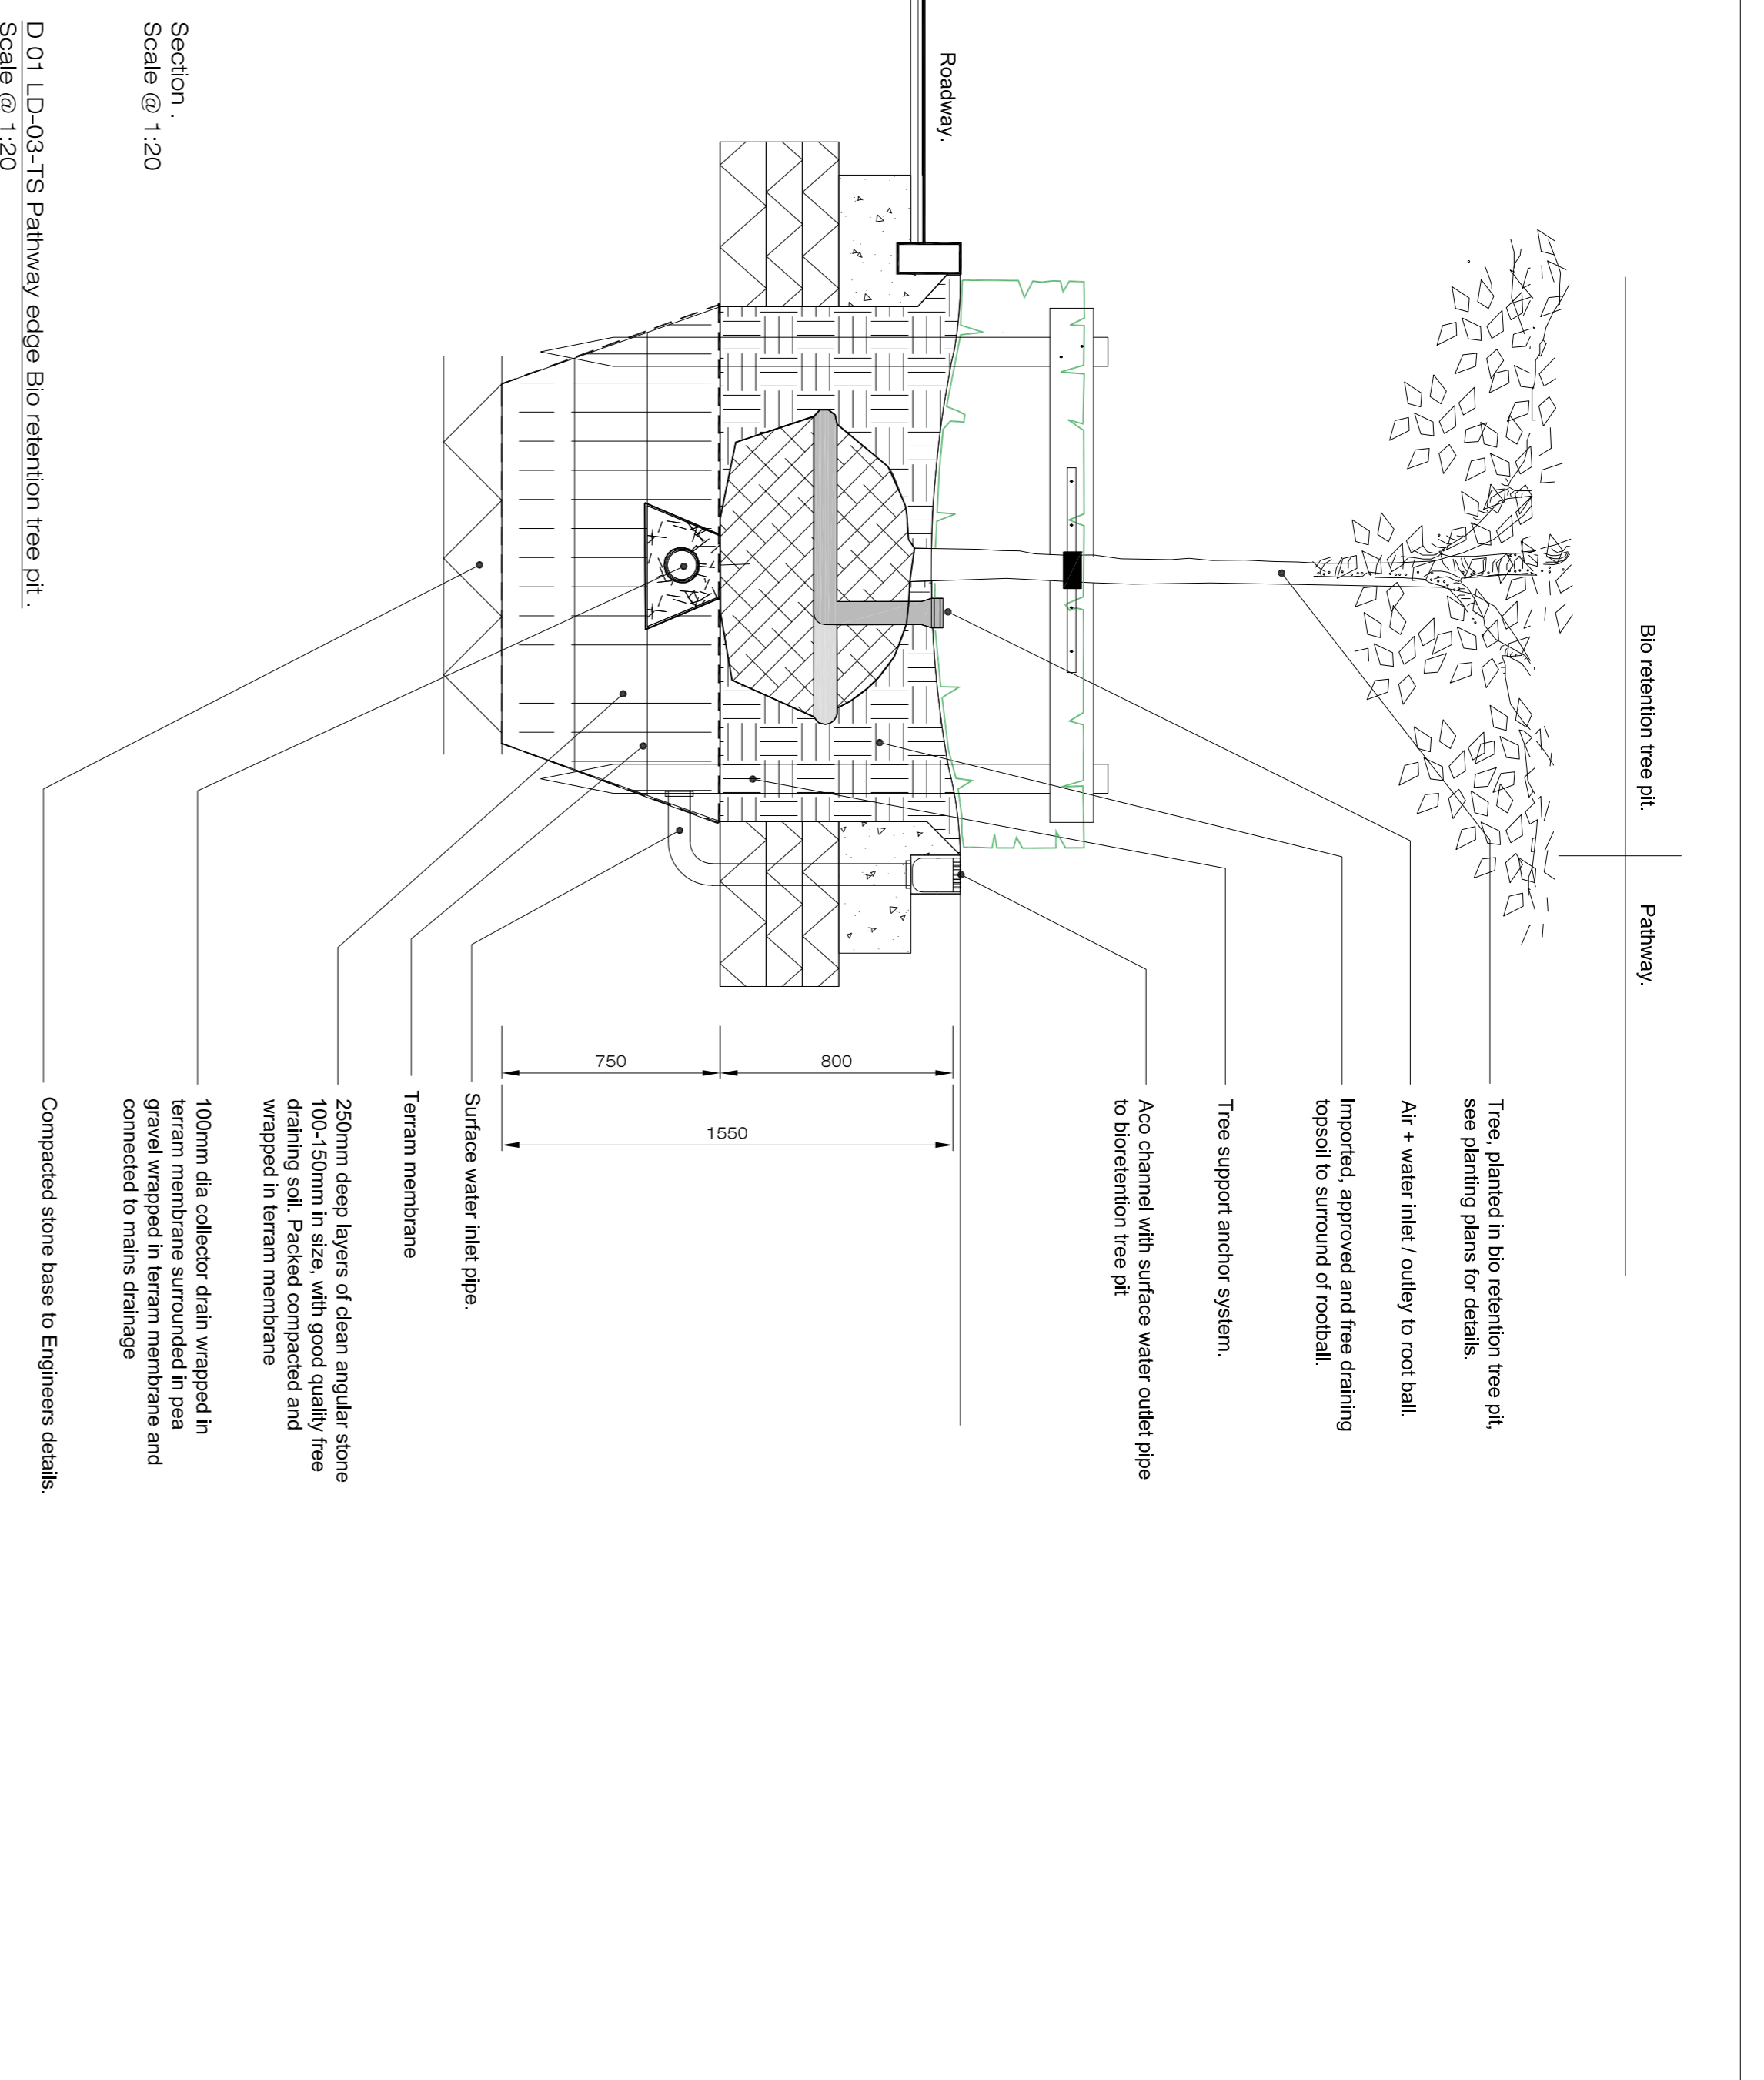 Bio retention tree pit.
Pathway.
Roadway.
Tree, planted in bio retention tree pit,
see planting plans for details.
Air + water inlet / outley to root ball.
Imported, approved and free draining
topsoil to surround of rootball.
Tree support anchor system.
Aco channel with surface water outlet pipe
to bioretention tree pit
800
750
1550
Surface water inlet pipe.
Terram membrane
250mm deep layers of clean angular stone
100-150mm in size, with good quality free
draining soil. Packed compacted and
wrapped in terram membrane
100mm dia collector drain wrapped in
terram membrane surrounded in pea
gravel wrapped in terram membrane and
connected to mains drainage
Compacted stone base to Engineers details.
Section .
Scale @ 1:20
D 01 LD-03-TS Pathway edge Bio retention tree pit .
Scale @ 1:20